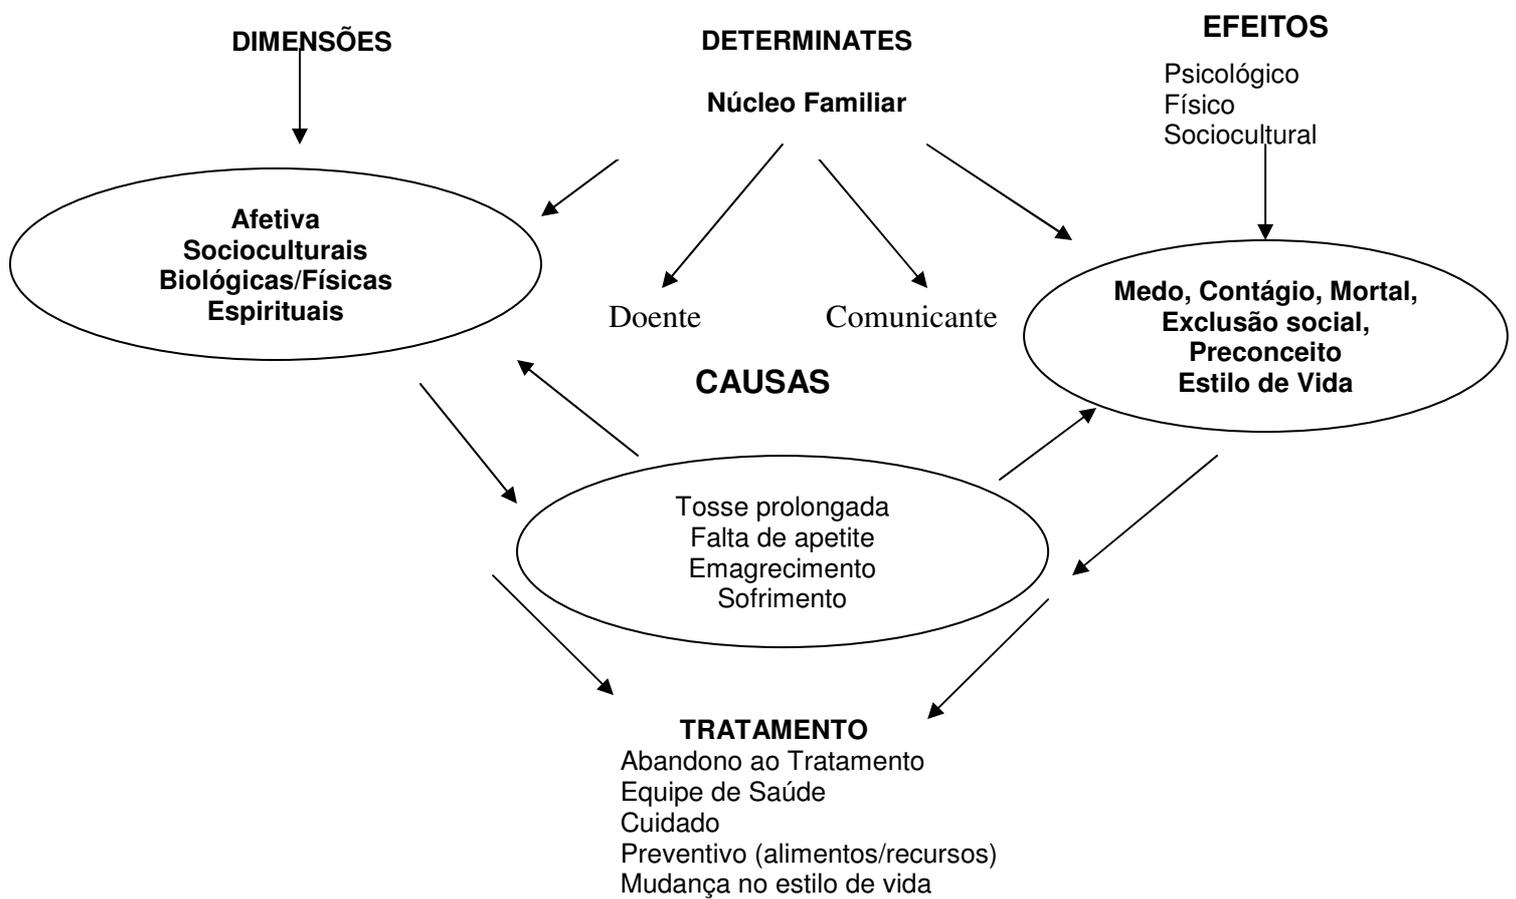 DIMENSÕES
Afetiva
Socioculturais
Biológicas/Físicas
Espirituais
DETERMINATES
Núcleo Familiar
Doente
Comunicante
EFEITOS
Psicológico
Físico
Sociocultural
Medo, Contágio, Mortal,
Exclusão social,
Preconceito
Estilo de Vida
CAUSAS
Tosse prolongada
Falta de apetite
Emagrecimento
Sofrimento
TRATAMENTO
Abandono ao Tratamento
Equipe de Saúde
Cuidado
Preventivo (alimentos/recursos)
Mudança no estilo de vida